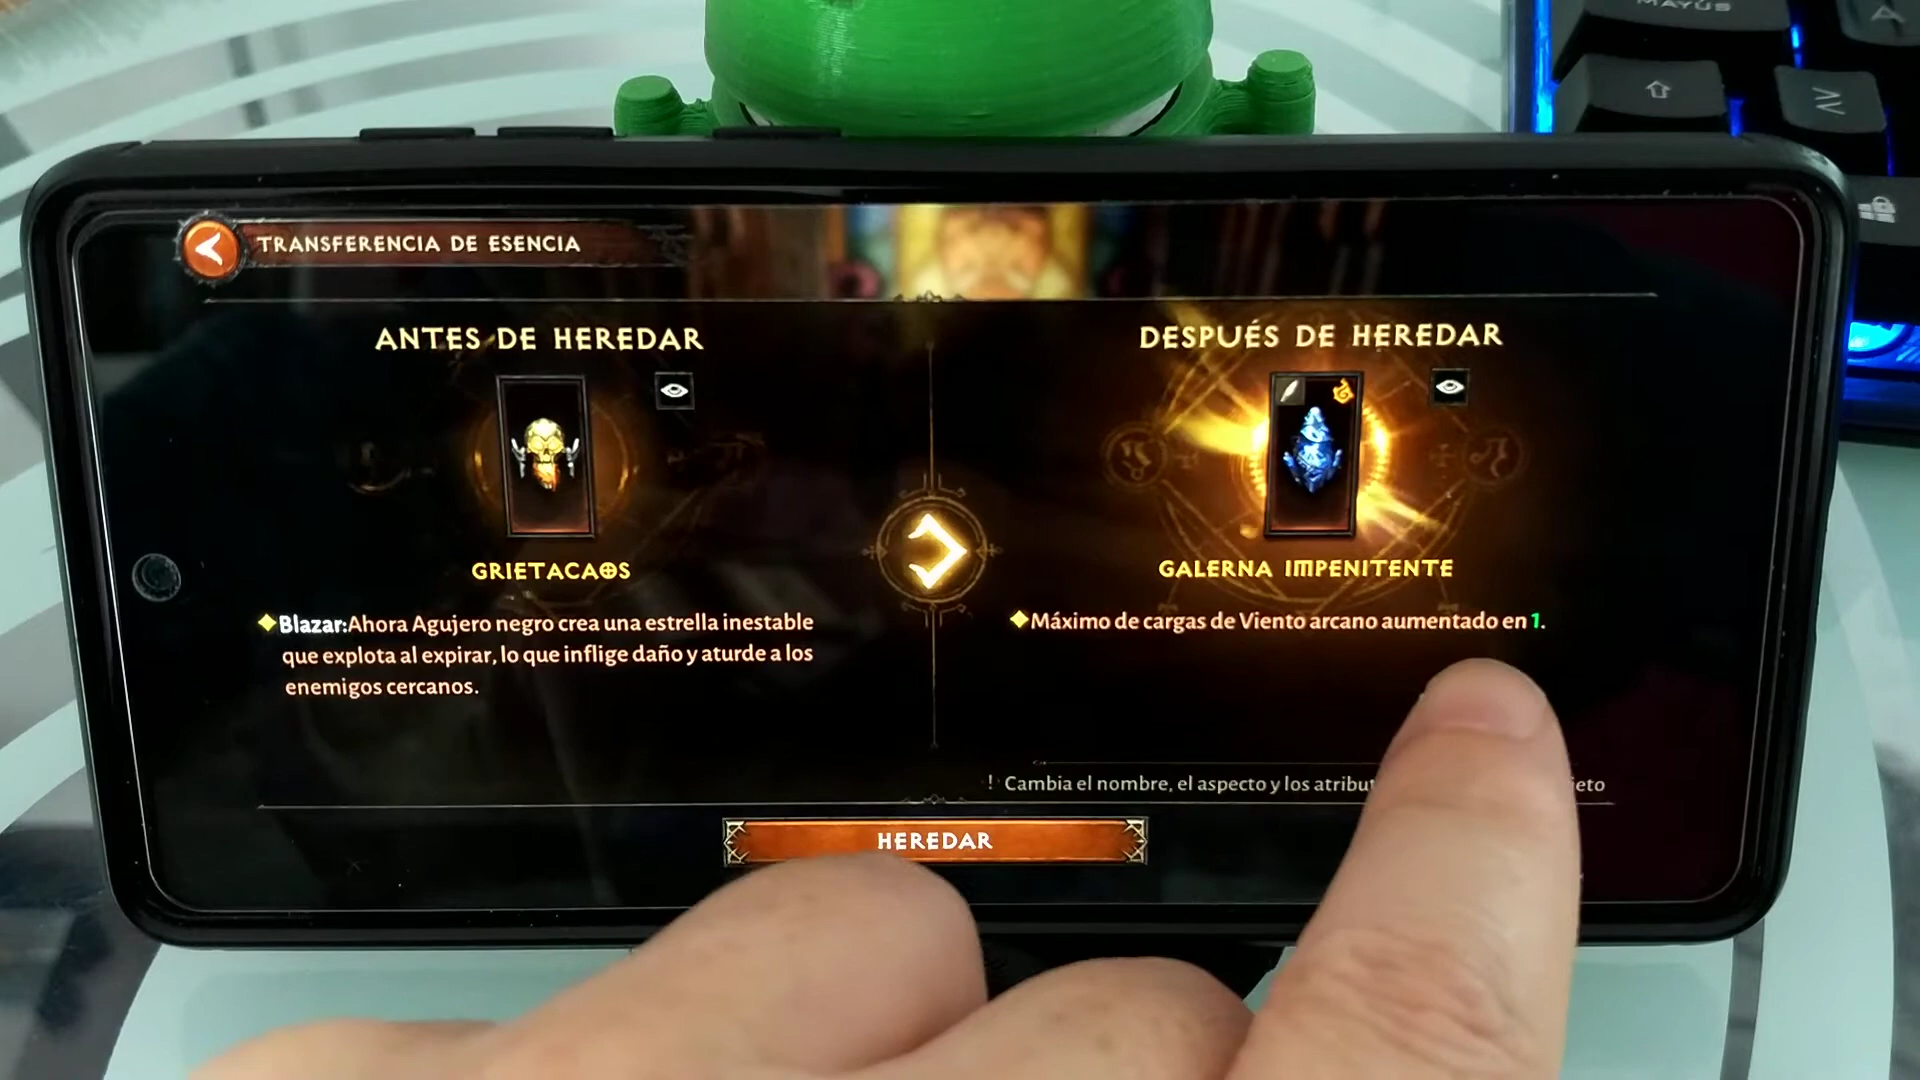 MAYÚS
A
TRANSFERENCIA DE ESENCIA
ANTES DE HEREDAR
DESPUÉS DE HEREDAR
GRIETACAOS
GALERNA IMPENITENTE
Blazar:Ahora Agujero negro crea una estrella inestable
que explota al expirar, lo que inflige daño y aturde a los
enemigos cercanos.
Máximo de cargas de Viento arcano aumentado en 1.
! Cambia el nombre, el aspecto y los
HEREDAR